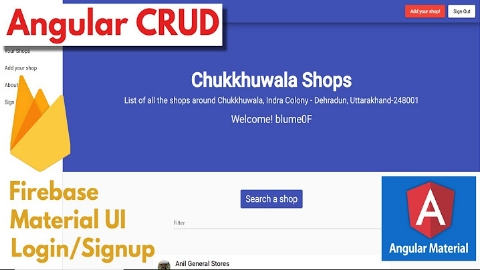 Angular CRUD
Add your shop!
Sign Out
Your Shops
Add your shop
About
Sign
Chukkhuwala Shops
List of all the shops around Chukkhuwala, Indra Colony - Dehradun, Uttarakhand-248001
Welcome! blume0F
Firebase
Material UI
Login/Signup
Search a shop
Filter
Anil General Stores
A
Angular Material